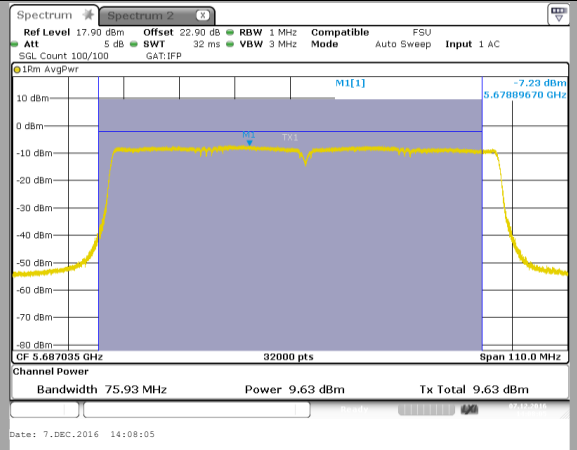 Spectrum Spectrum 2 X
Ref Level 17.90 dBm Offset 22.90 dB RBW 1 MHz Compatible FSU
Att 5 dB SWT 32 ms VBW 3 MHz Mode Auto Sweep Input 1 AC
SGL Count 100/100 GAT:IFP
1Rm AvgPwr
M1[1] -7.23 dBm
5.67889670 GHz
10 dBm
0 dBm
M1 TX1
-10 dBm
-20 dBm
-30 dBm
-40 dBm
-50 dBm
-60 dBm
-70 dBm
-80 dBm
CF 5.687035 GHz 32000 pts Span 110.0 MHz
Channel Power
Bandwidth 75.93 MHz Power 9.63 dBm Tx Total 9.63 dBm
Ready 07.12.2016
Date: 7.DEC.2016 14:08:05